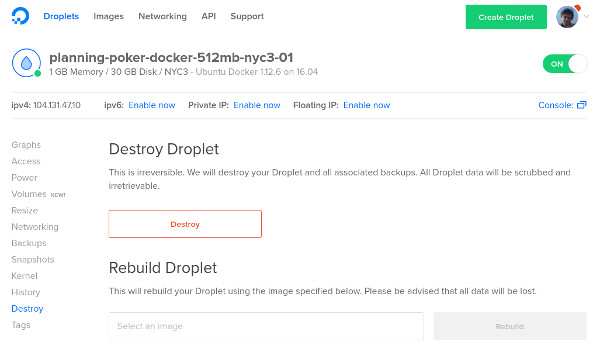 Droplets Images Networking API Support Create Droplet
planning-poker-docker-512mb-nyc3-01
1 GB Memory / 30 GB Disk / NYC3 - Ubuntu Docker 1.12.6 on 16.04
ON
ipv4: 104.131.47.10 ipv6: Enable now Private IP: Enable now Floating IP: Enable now Console:
Graphs
Access
Power
Volumes NEW!
Resize
Networking
Backups
Snapshots
Kernel
History
Destroy
Tags
Destroy Droplet
This is irreversible. We will destroy your Droplet and all associated backups. All Droplet data will be scrubbed and
irretrievable.
Destroy
Rebuild Droplet
This will rebuild your Droplet using the image specified below. Please be advised that all data will be lost.
Select an image
Rebuild